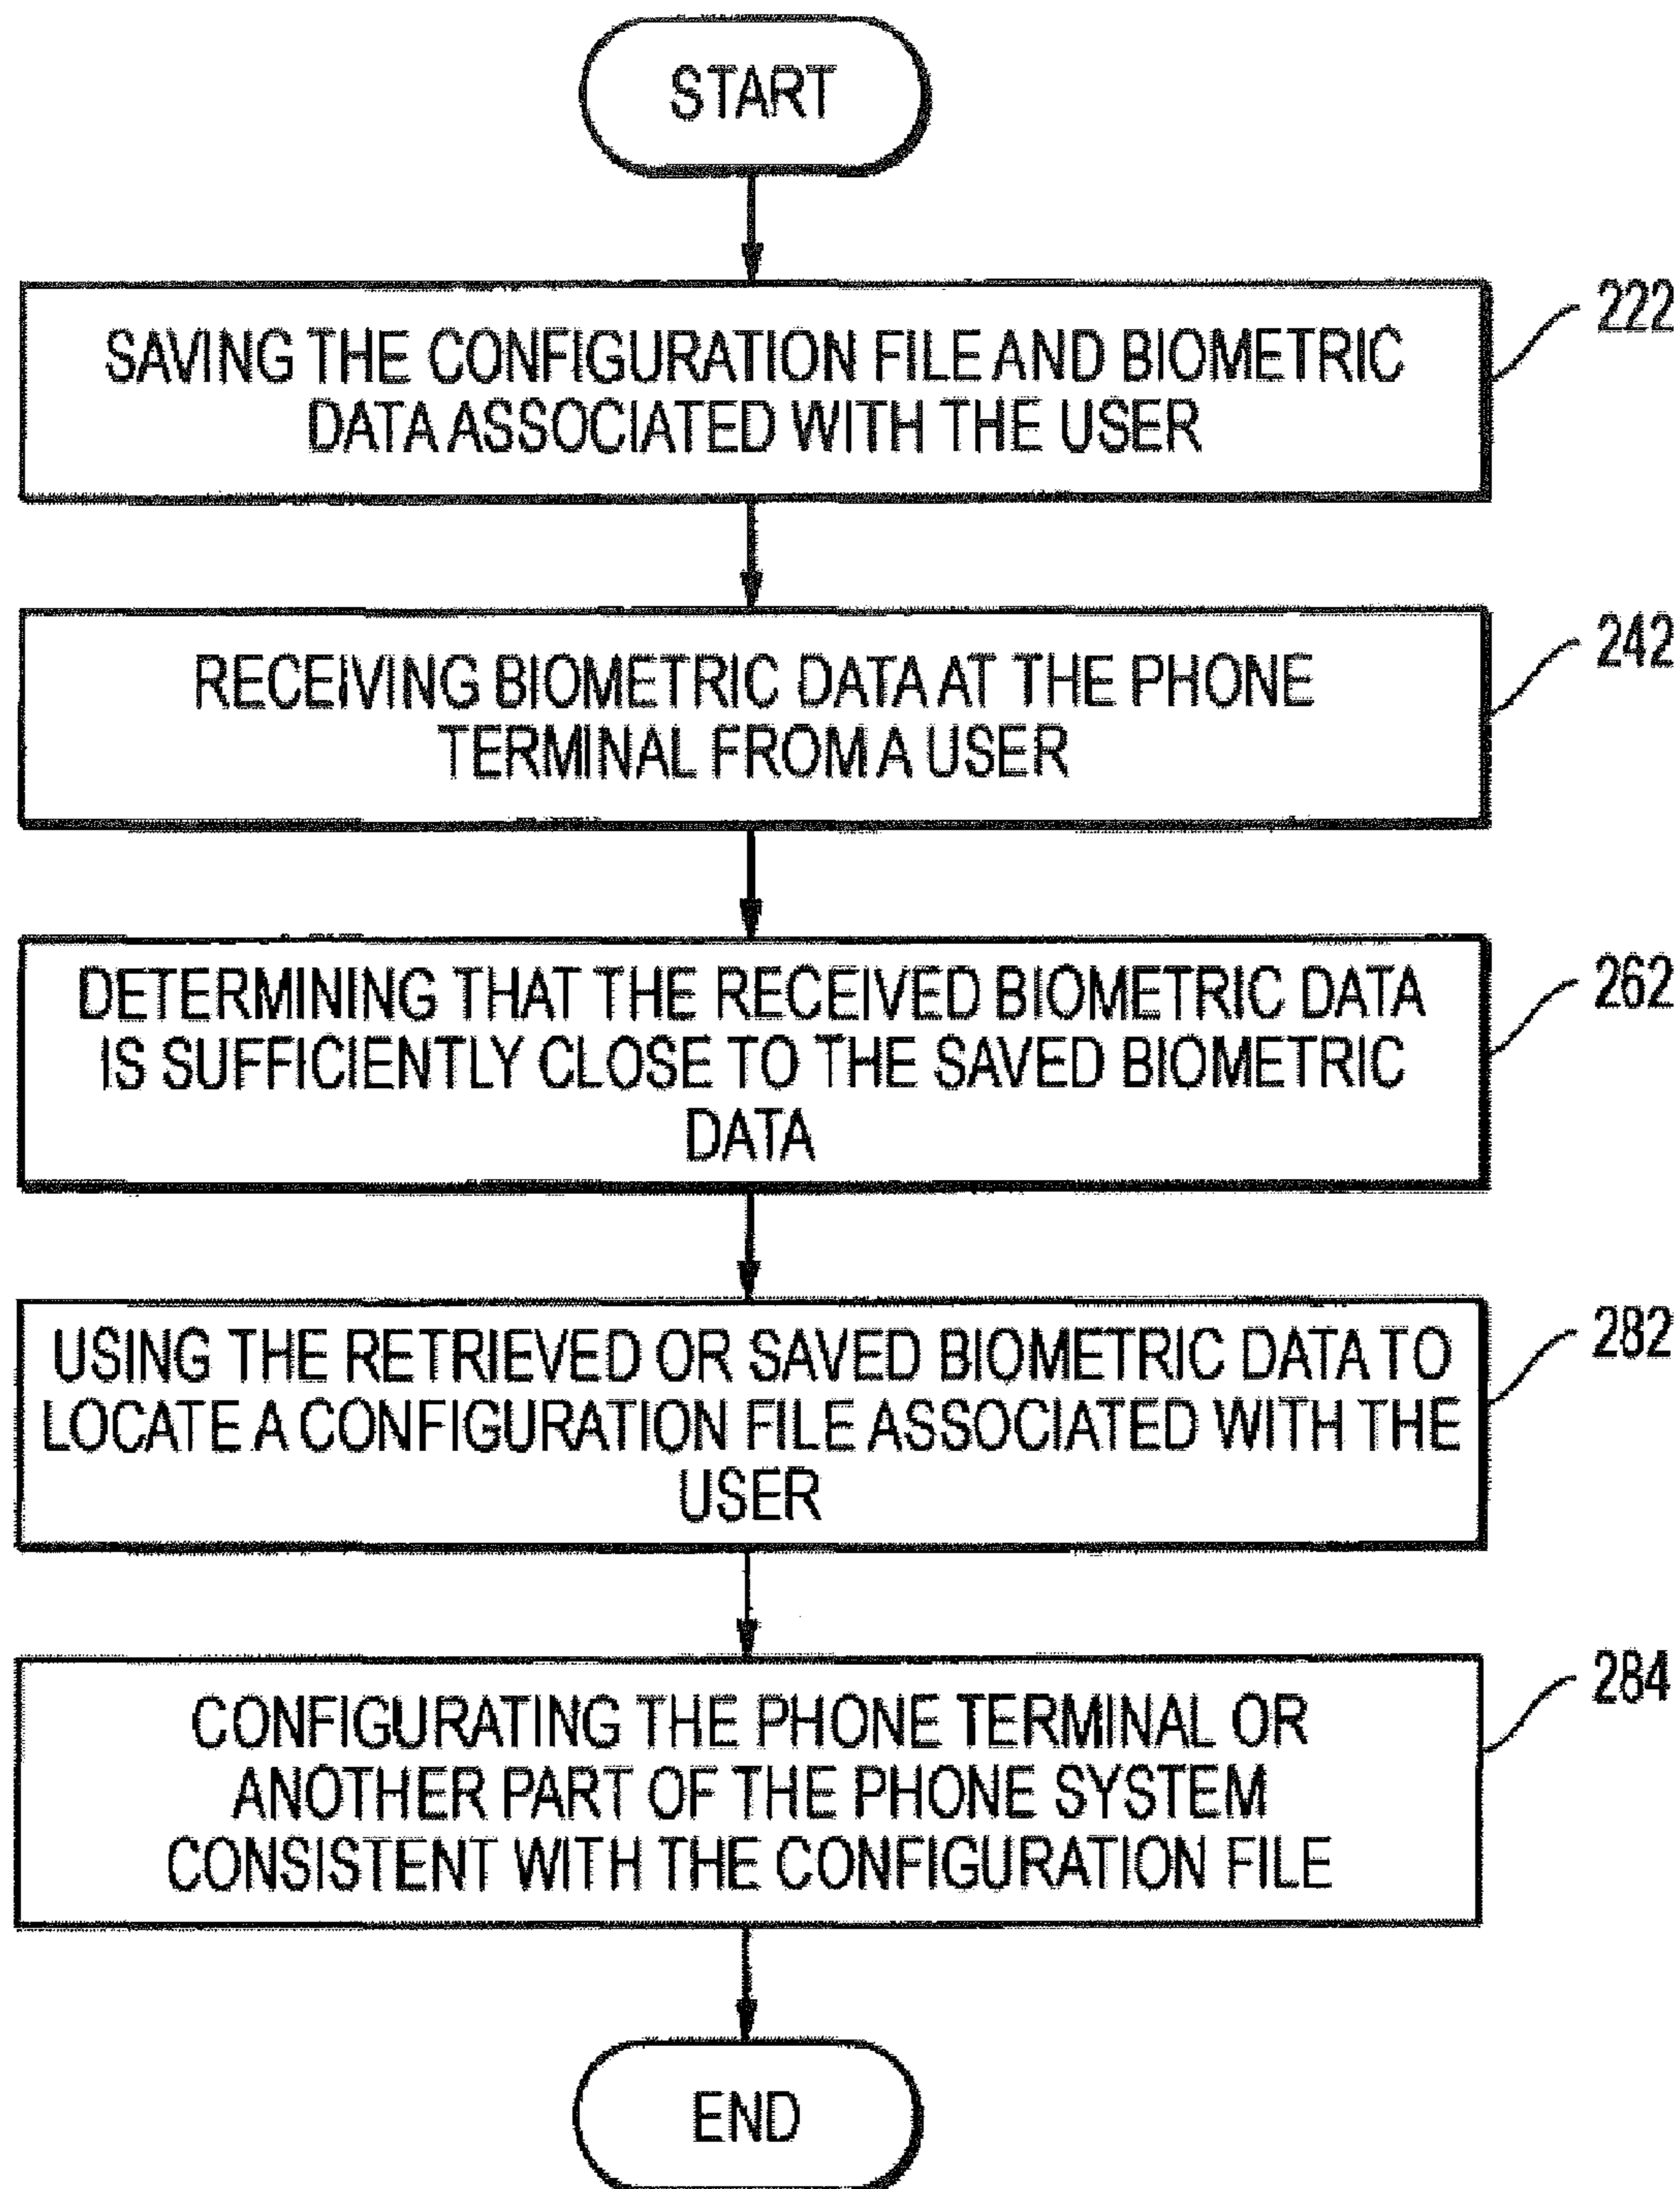 START
SAVING THE CONFIGURATION FILE AND BIOMETRIC
DATA ASSOCIATED WITH THE USER
222
RECEIVING BIOMETRIC DATA AT THE PHONE
TERMINAL FROM A USER
242
DETERMINING THAT THE RECEIVED BIOMETRIC DATA
IS SUFFICIENTLY CLOSE TO THE SAVED BIOMETRIC
DATA
262
USING THE RETRIEVED OR SAVED BIOMETRIC DATA TO
LOCATE A CONFIGURATION FILE ASSOCIATED WITH THE
USER
282
CONFIGURATING THE PHONE TERMINAL OR
ANOTHER PART OF THE PHONE SYSTEM
CONSISTENT WITH THE CONFIGURATION FILE
284
END